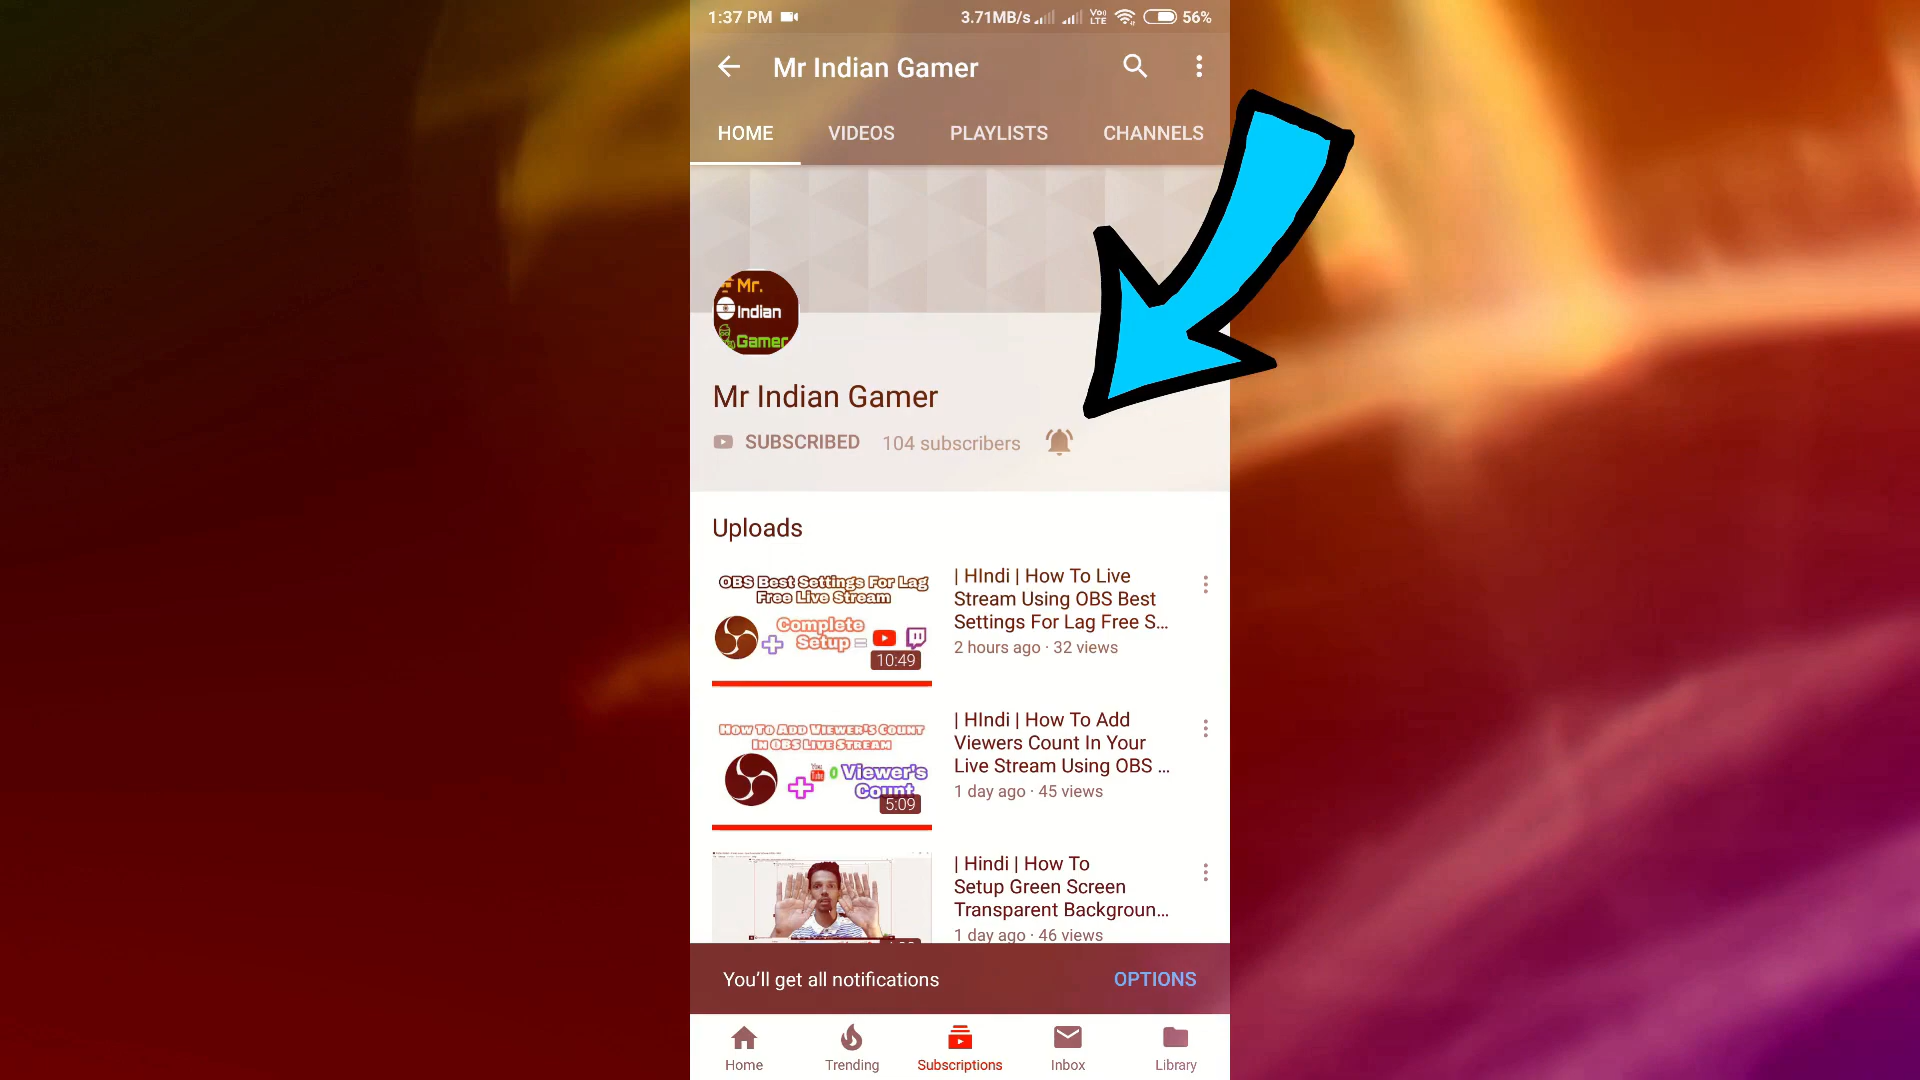 1:37 PM 3.71MB/s VoLTE 56%
Mr Indian Gamer
HOME VIDEOS PLAYLISTS CHANNELS
Mr.
Indian
Gamer
Mr Indian Gamer
SUBSCRIBED 104 subscribers
Uploads
OBS Best Settings For Lag
Free Live Stream
Complete
Setup =
10:49
| HIndi | How To Live
Stream Using OBS Best
Settings For Lag Free S...
2 hours ago · 32 views
How To Add Viewer's Count
In OBS Live Stream
You
Tube
0 Viewer's
Count
5:09
| HIndi | How To Add
Viewers Count In Your
Live Stream Using OBS ...
1 day ago · 45 views
| Hindi | How To
Setup Green Screen
Transparent Backgroun...
1 day ago · 46 views
You'll get all notifications OPTIONS
Home Trending Subscriptions Inbox Library